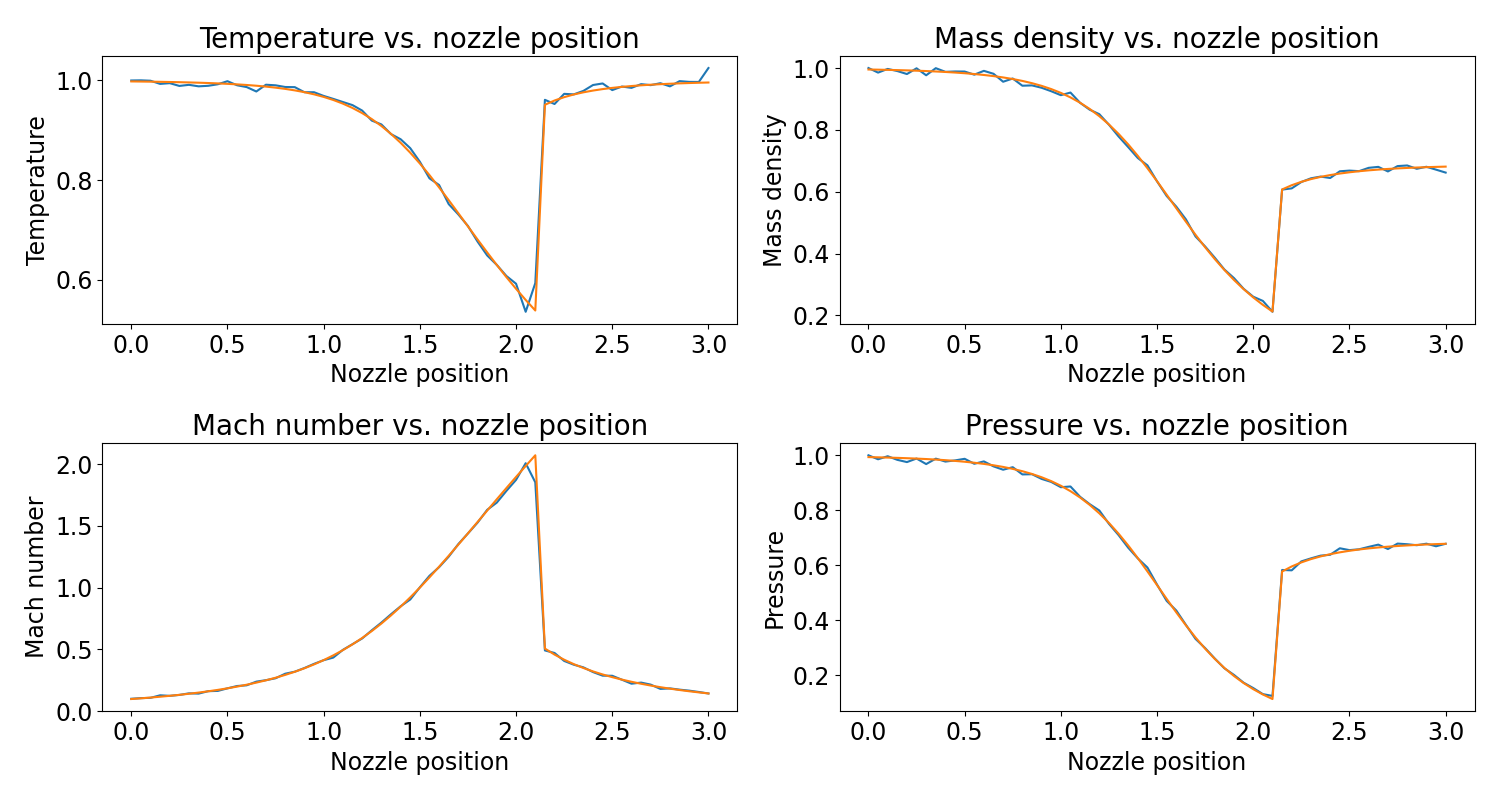 Temperature vs. nozzle position
Temperature
1.0
0.8
0.6
0.0 0.5 1.0 1.5 2.0 2.5 3.0
Nozzle position
Mass density vs. nozzle position
Mass density
1.0
0.8
0.6
0.4
0.2
0.0 0.5 1.0 1.5 2.0 2.5 3.0
Nozzle position
Mach number vs. nozzle position
Mach number
2.0
1.5
1.0
0.5
0.0
0.0 0.5 1.0 1.5 2.0 2.5 3.0
Nozzle position
Pressure vs. nozzle position
Pressure
1.0
0.8
0.6
0.4
0.2
0.0 0.5 1.0 1.5 2.0 2.5 3.0
Nozzle position